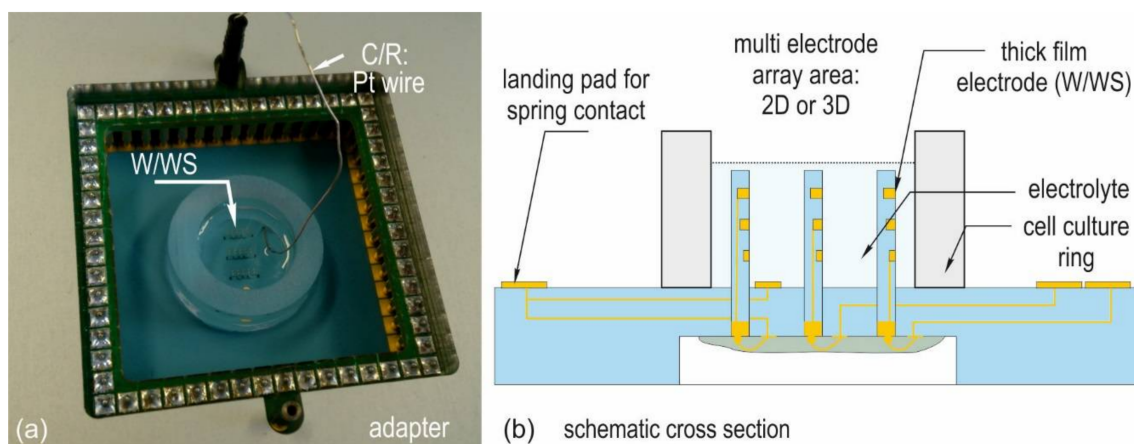 C/R:
Pt wire
W/WS
(a)
adapter
multi electrode
array area:
2D or 3D
landing pad for
spring contact
thick film
electrode (W/WS)
electrolyte
cell culture
ring
(b) schematic cross section